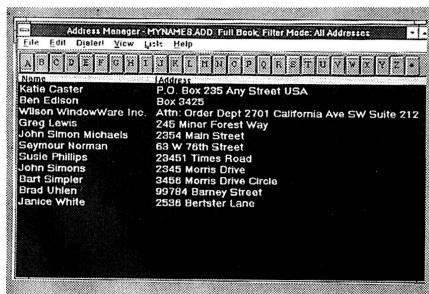 Address Manager - MYNAMES.ADD Full Book, Filter Mode: All Addresses
File Edit Dialer! View Lists Help
A B C D E F G H I J K L M N O P Q R S T U V W X Y Z *
Name Address
Katie Caster P.O. Box 235 Any Street USA
Ben Edison Box 3425
Wilson WindowWare Inc. Attn: Order Dept 2701 California Ave SW Suite 212
Greg Lewis 245 Minor Forest Way
John Simon Michaels 2354 Main Street
Seymour Norman 63 W 76th Street
Susie Phillips 23451 Times Road
John Simons 2345 Morris Drive
Bart Simpler 3456 Morris Drive Circle
Brad Uhlen 99784 Barney Street
Janice White 2536 Bertster Lane